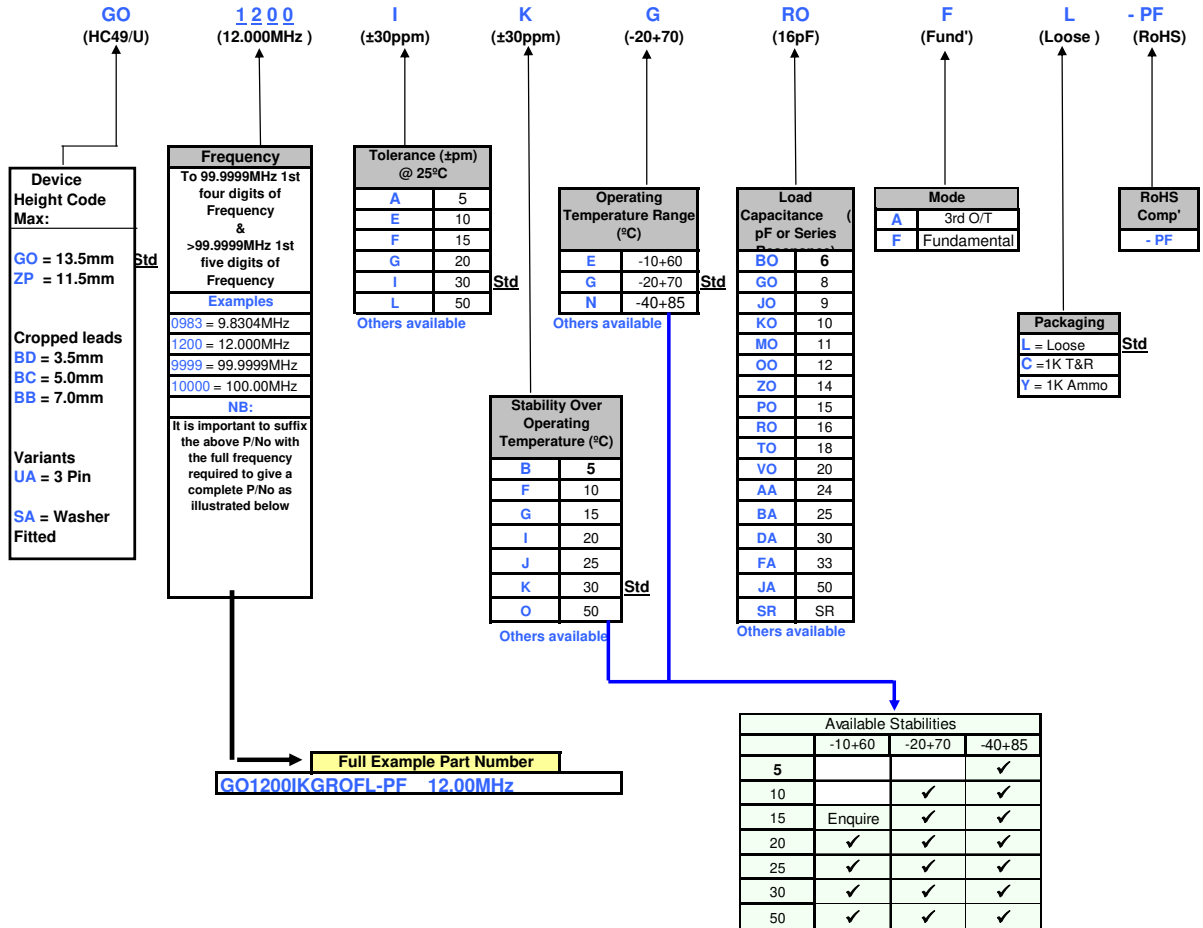 GO 1200 I K G RO F L - PF
(HC49/U) (12.000MHz ) (±30ppm) (±30ppm) (-20+70) (16pF) (Fund') (Loose ) (RoHS)
Device
Height Code
Max:
GO = 13.5mm Std
ZP = 11.5mm
Cropped leads
BD = 3.5mm
BC = 5.0mm
BB = 7.0mm
Variants
UA = 3 Pin
SA = Washer
Fitted
Frequency
To 99.9999MHz 1st
four digits of
Frequency
&
>99.9999MHz 1st
five digits of
Frequency
Examples
0983 = 9.8304MHz
1200 = 12.000MHz
9999 = 99.9999MHz
10000 = 100.00MHz
NB:
It is important to suffix
the above P/No with
the full frequency
required to give a
complete P/No as
illustrated below
Tolerance (±pm)
@ 25ºC
A 5
E 10
F 15
G 20
I 30 Std
L 50
Others available
Stability Over
Operating
Temperature (ºC)
B 5
F 10
G 15
I 20
J 25
K 30 Std
O 50
Others available
Operating
Temperature Range
(ºC)
E -10+60
G -20+70 Std
N -40+85
Others available
Load
Capacitance (
pF or Series
Resonance)
BO 6
GO 8
JO 9
KO 10
MO 11
OO 12
ZO 14
PO 15
RO 16
TO 18
VO 20
AA 24
BA 25
DA 30
FA 33
JA 50
SR SR
Others available
Mode
A 3rd O/T
F Fundamental
Packaging
L = Loose Std
C =1K T&R
Y = 1K Ammo
RoHS
Comp'
- PF
Full Example Part Number
GO1200IKGROFL-PF 12.00MHz
Available Stabilities
-10+60 -20+70 -40+85
5 ✓
10 ✓ ✓
15 Enquire ✓ ✓
20 ✓ ✓ ✓
25 ✓ ✓ ✓
30 ✓ ✓ ✓
50 ✓ ✓ ✓